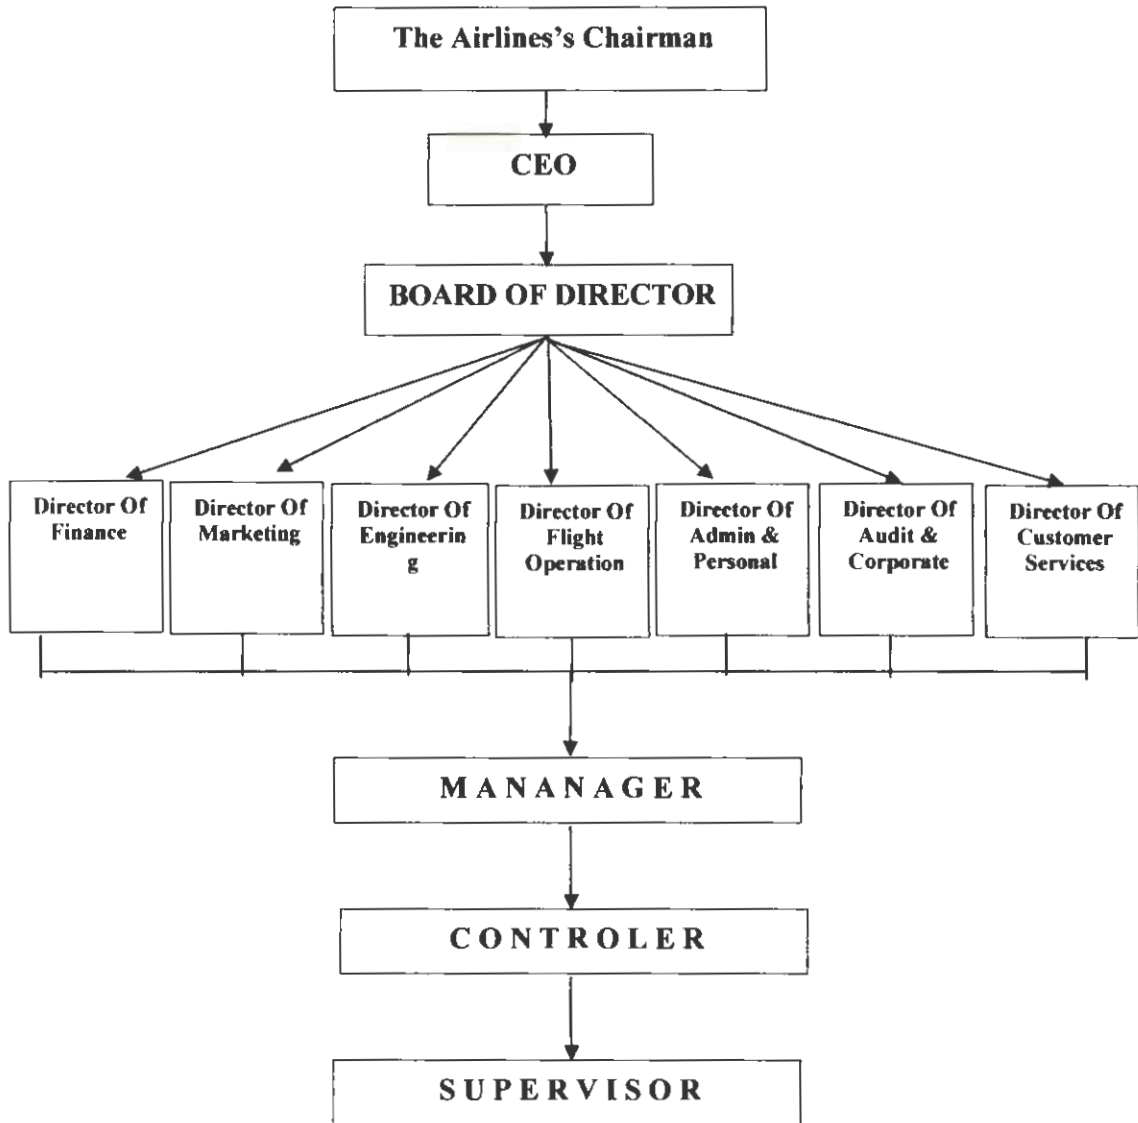 The Airlines's Chairman
CEO
BOARD OF DIRECTOR
Director Of
Finance
Director Of
Marketing
Director Of
Engineerin
g
Director Of
Flight
Operation
Director Of
Admin &
Personal
Director Of
Audit &
Corporate
Director Of
Customer
Services
MANANAGER
CONTROLER
SUPERVISOR